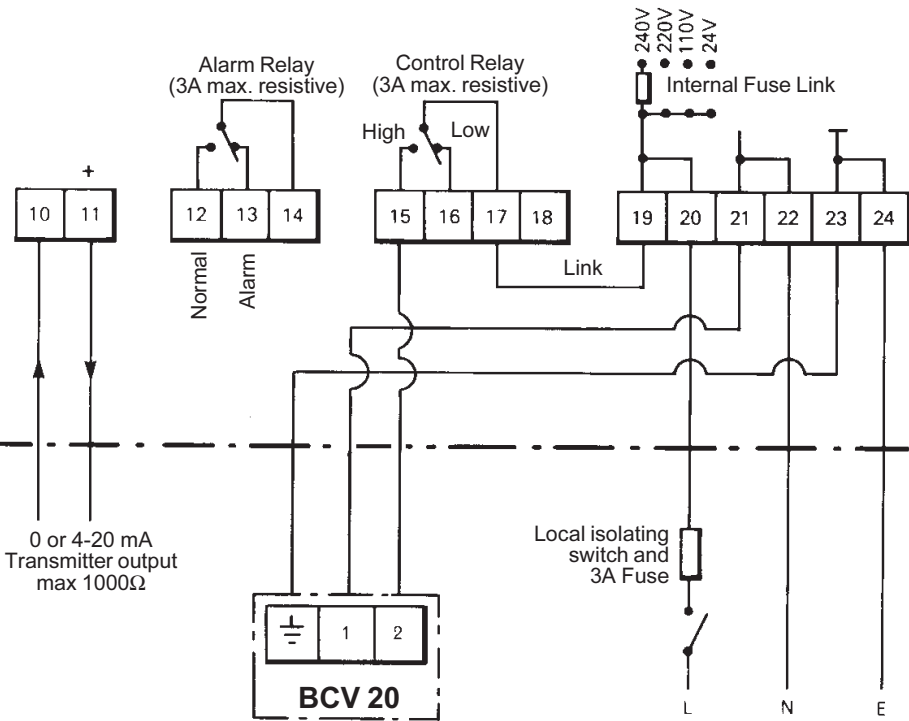 240V
220V
110V
24V
Alarm Relay
(3A max. resistive)
Control Relay
(3A max. resistive)
Internal Fuse Link
High
Low
+
10 11
12 13 14
15 16 17 18
19 20 21 22 23 24
Normal
Alarm
Link
0 or 4-20 mA
Transmitter output
max 1000Ω
Local isolating
switch and
3A Fuse
1 2
BCV 20
L N E